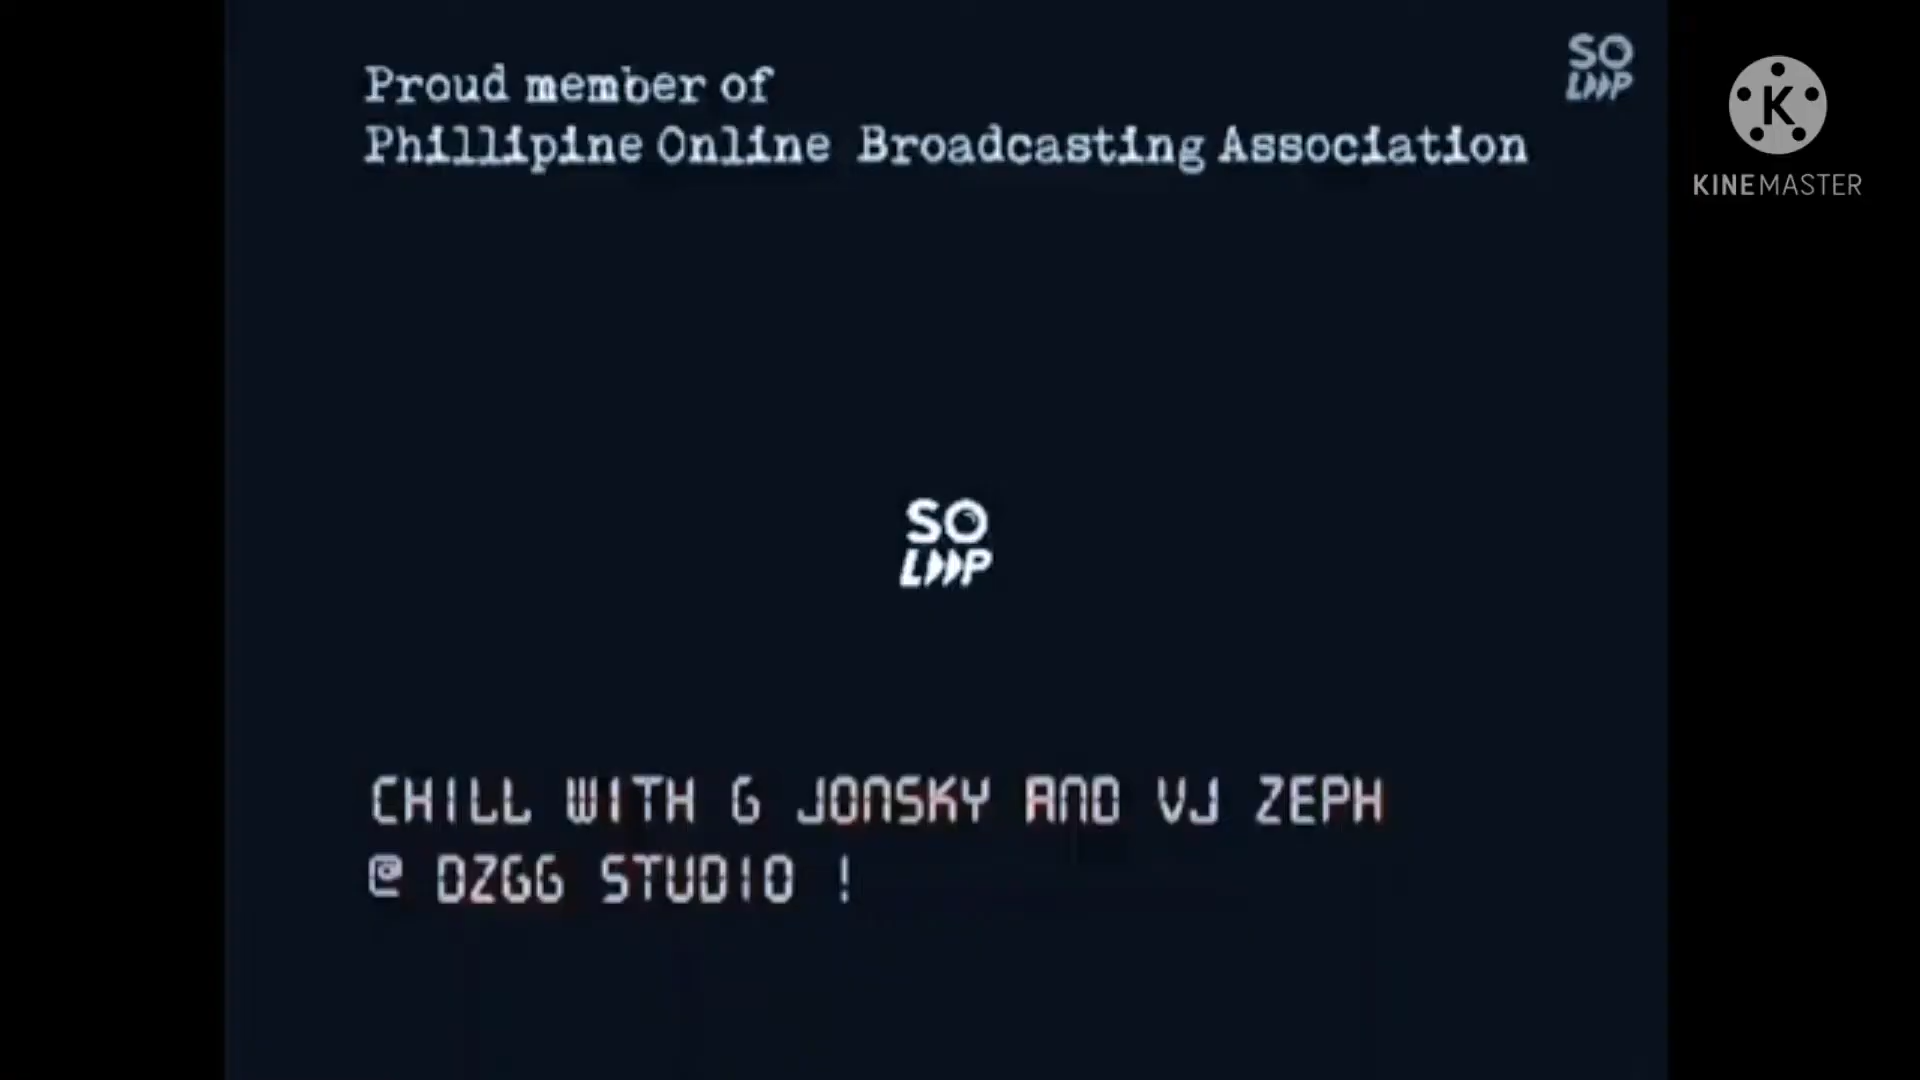 SO
LOOP
KINEMASTER
Proud member of
Phillipine Online Broadcasting Association
SO
LOOP
CHILL WITH G JONSKY AND VJ ZEPH
@ DZGG STUDIO !